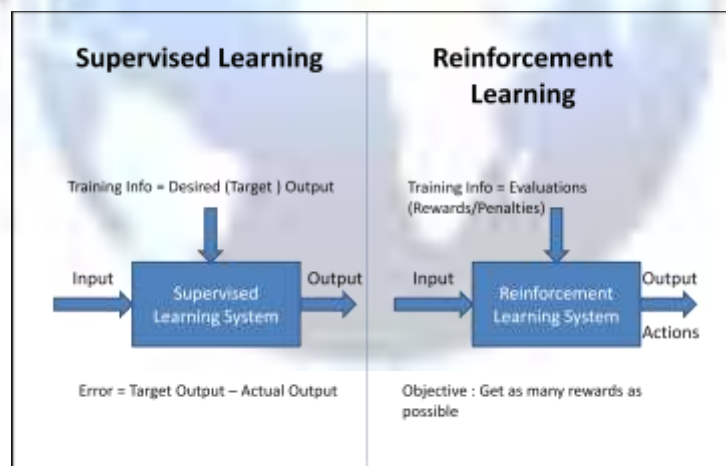 Supervised Learning
Training Info = Desired (Target ) Output
Input
Supervised
Learning System
Output
Error = Target Output – Actual Output
Reinforcement
Learning
Training Info = Evaluations
(Rewards/Penalties)
Input
Reinforcement
Learning System
Output
Actions
Objective : Get as many rewards as
possible